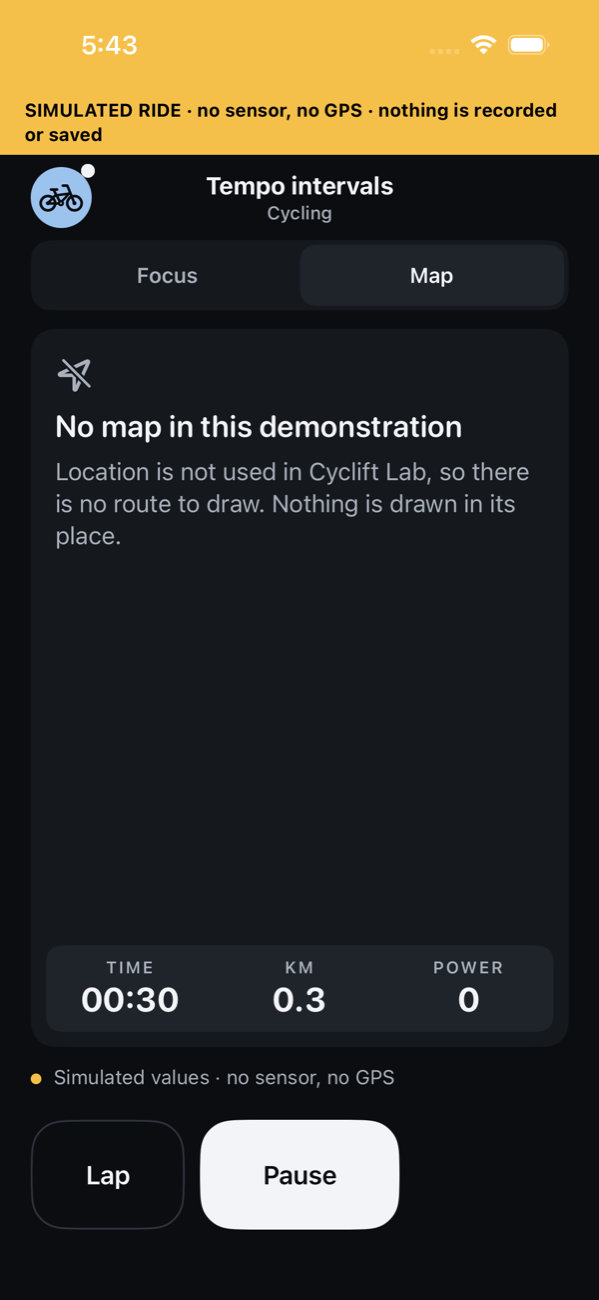 5:43
SIMULATED RIDE · no sensor, no GPS · nothing is recorded
or saved
Tempo intervals
Cycling
Focus
Map
No map in this demonstration
Location is not used in Cyclift Lab, so there
is no route to draw. Nothing is drawn in its
place.
TIME
KM
POWER
00:30
0.3
0
Simulated values · no sensor, no GPS
Lap
Pause